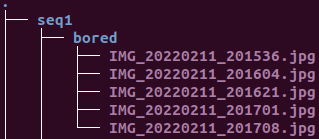 .
seq1
bored
IMG_20220211_201536.jpg
IMG_20220211_201604.jpg
IMG_20220211_201621.jpg
IMG_20220211_201701.jpg
IMG_20220211_201708.jpg